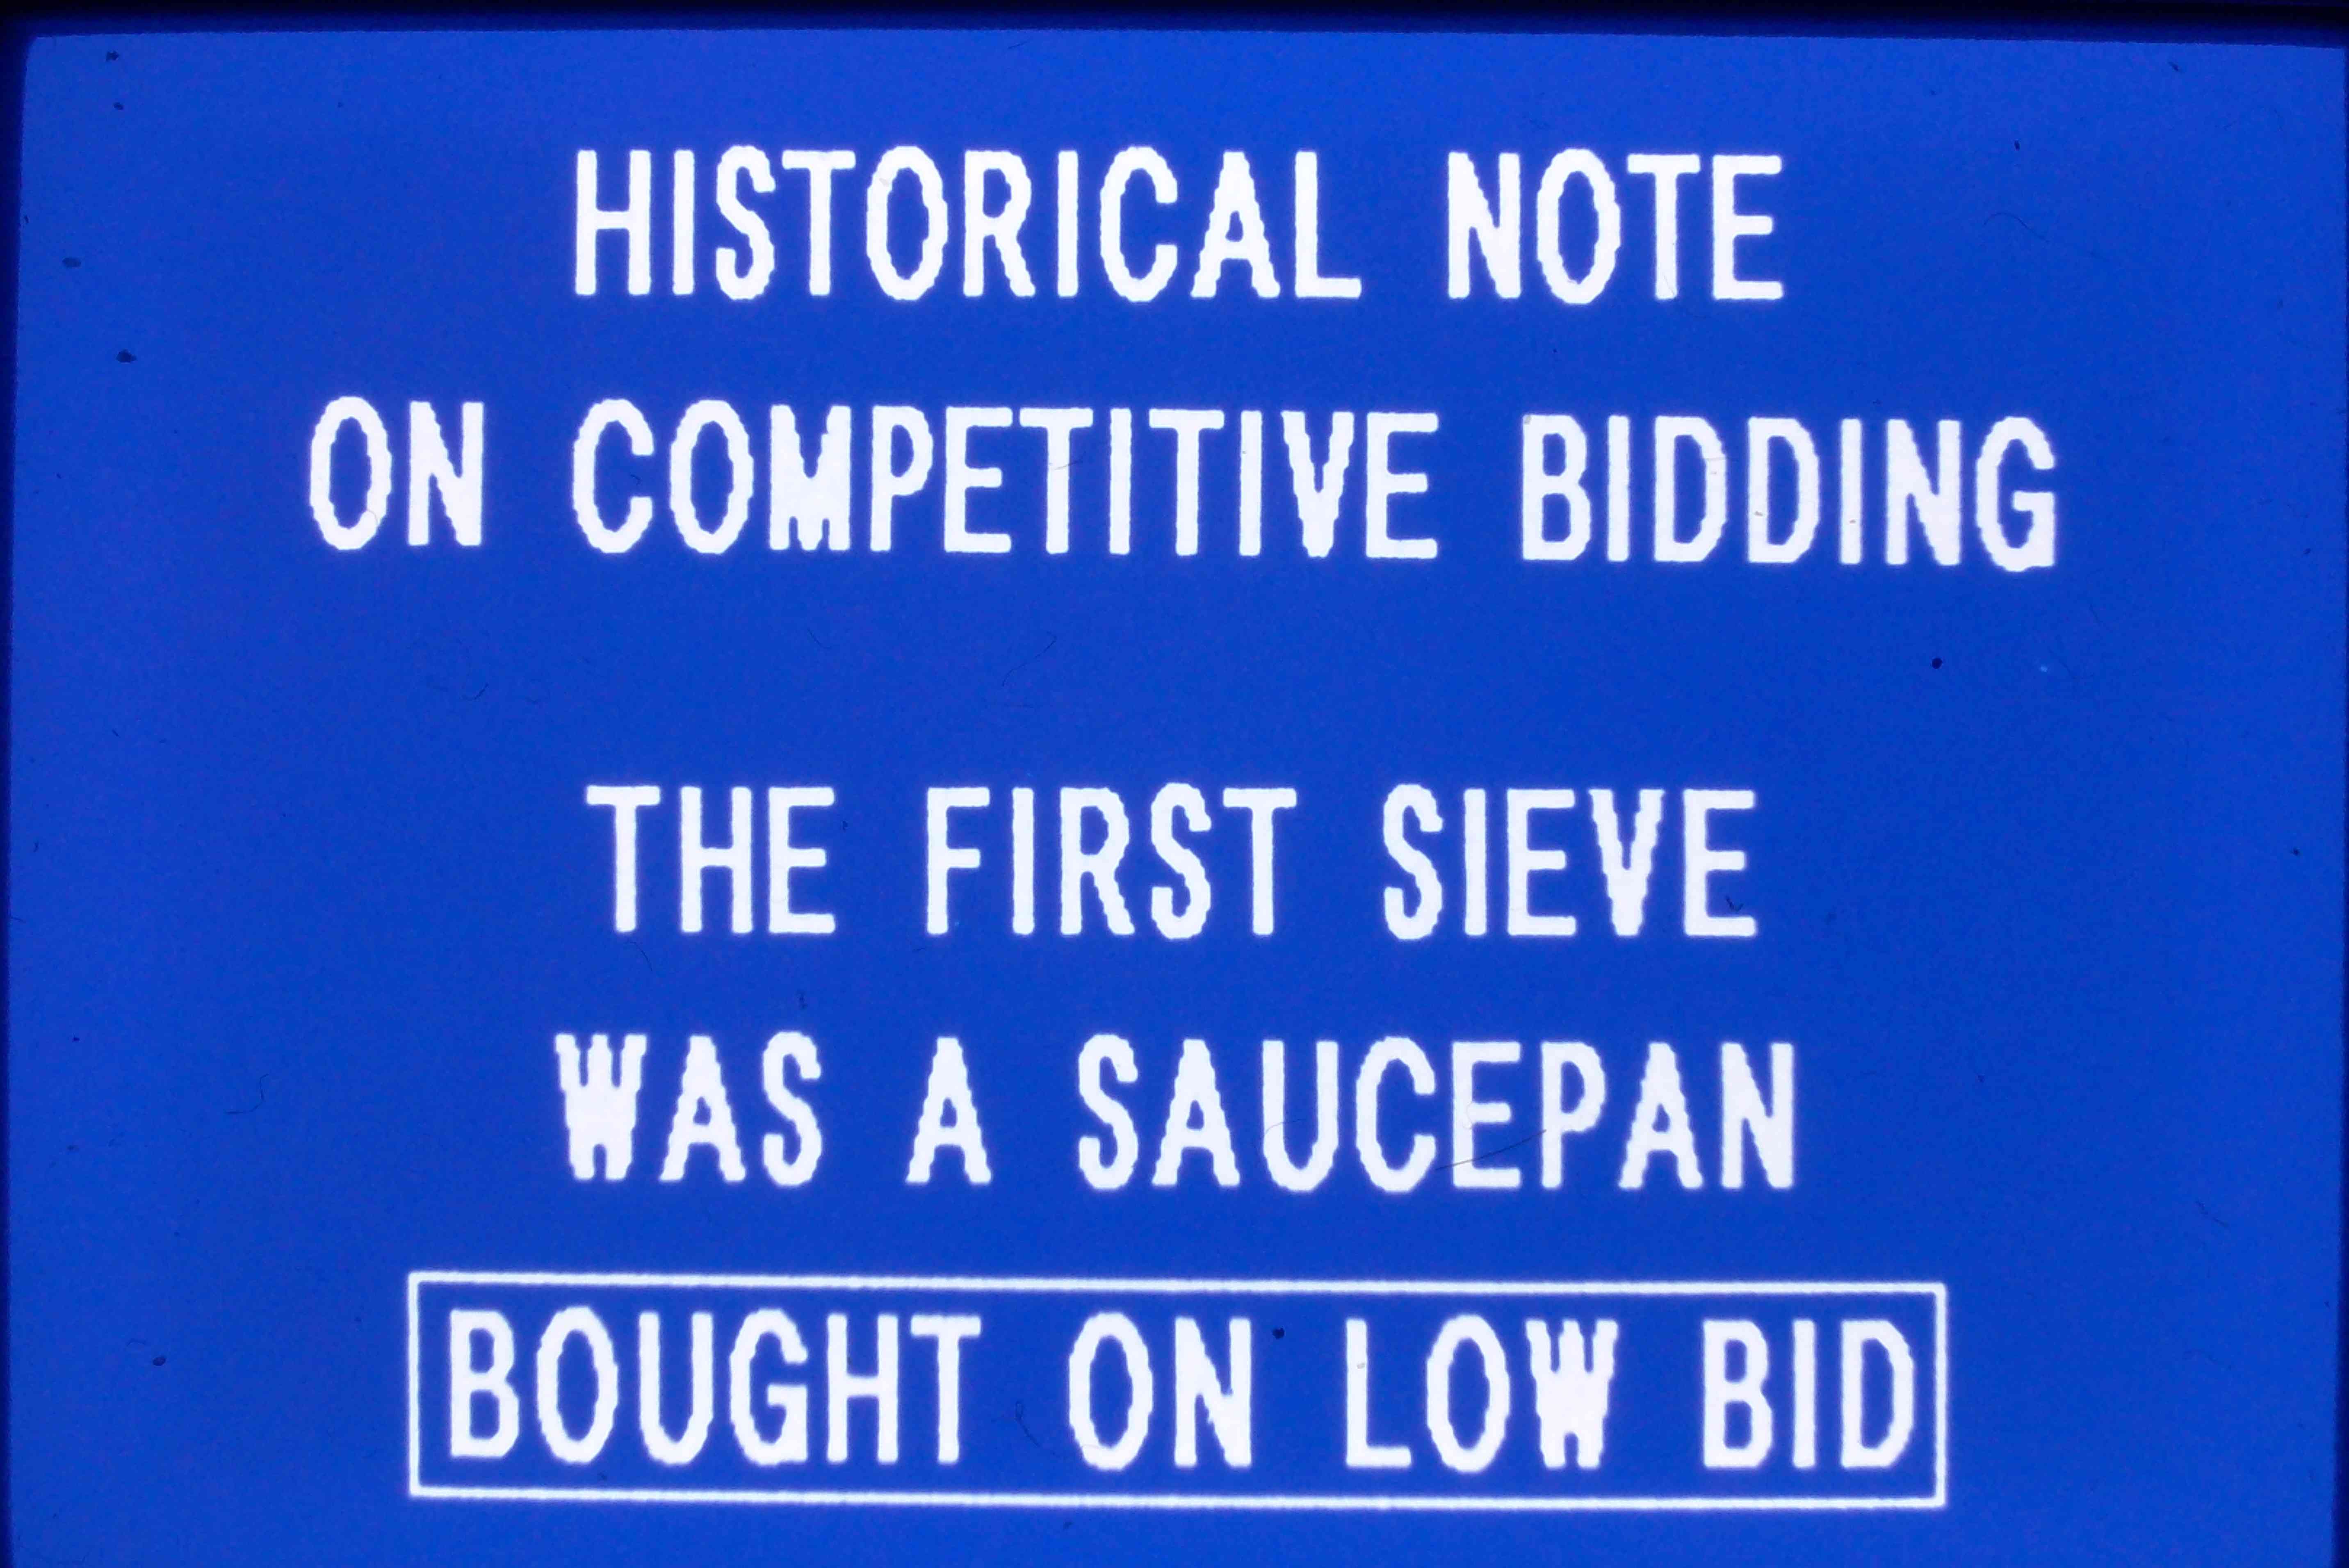 HISTORICAL NOTE
ON COMPETITIVE BIDDING
THE FIRST SIEVE
WAS A SAUCEPAN
BOUGHT ON LOW BID